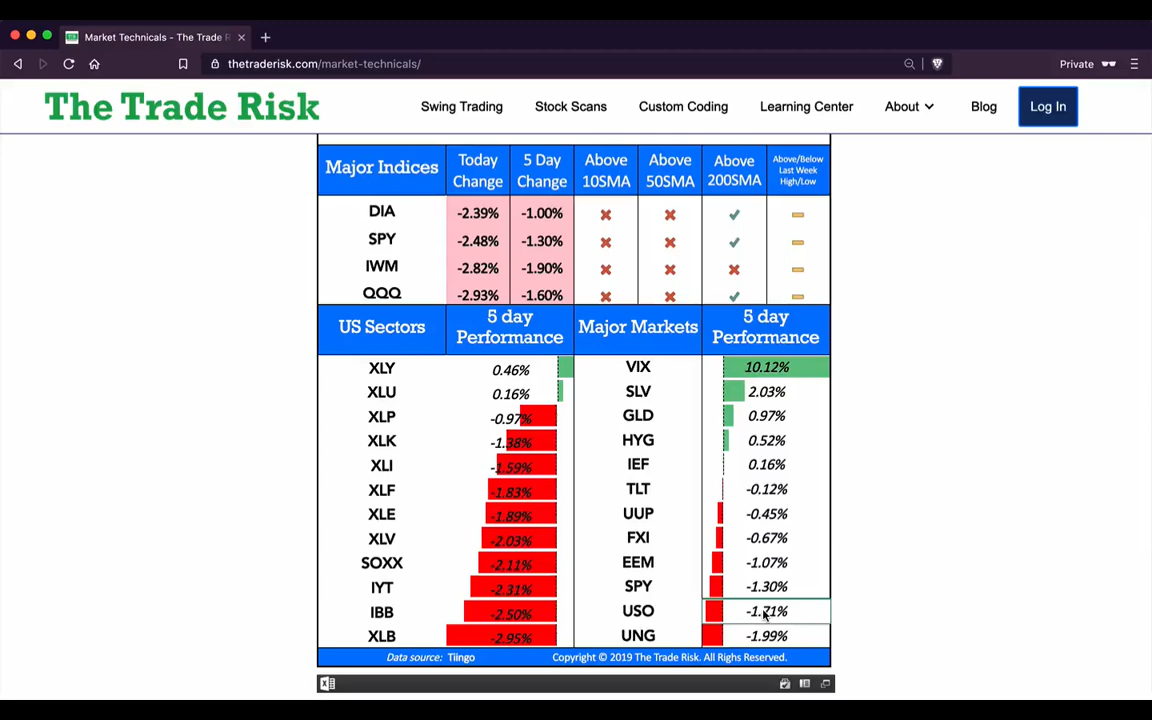 Market Technicals - The Trade R
thetraderisk.com/market-technicals/
Private
The Trade Risk
Swing Trading Stock Scans Custom Coding Learning Center About Blog Log In
Major Indices Today Change 5 Day Change Above 10SMA Above 50SMA Above 200SMA Above/Below Last Week High/Low
DIA -2.39% -1.00%
SPY -2.48% -1.30%
IWM -2.82% -1.90%
QQQ -2.93% -1.60%
US Sectors 5 day Performance Major Markets 5 day Performance
XLY 0.46% VIX 10.12%
XLU 0.16% SLV 2.03%
XLP -0.97% GLD 0.97%
XLK -1.38% HYG 0.52%
XLI -1.59% IEF 0.16%
XLF -1.83% TLT -0.12%
XLE -1.89% UUP -0.45%
XLV -2.03% FXI -0.67%
SOXX -2.11% EEM -1.07%
IYT -2.31% SPY -1.30%
IBB -2.50% USO -1.71%
XLB -2.95% UNG -1.99%
Data source: Tiingo Copyright © 2019 The Trade Risk. All Righs Reserved.